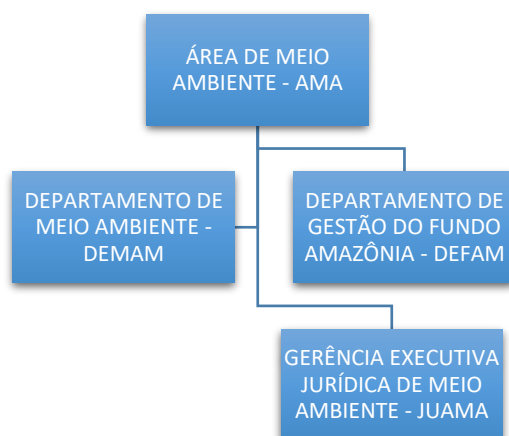 ÁREA DE MEIO
AMBIENTE - AMA
DEPARTAMENTO DE
MEIO AMBIENTE -
DEMAM
DEPARTAMENTO DE
GESTÃO DO FUNDO
AMAZÔNIA - DEFAM
GERÊNCIA EXECUTIVA
JURÍDICA DE MEIO
AMBIENTE - JUAMA